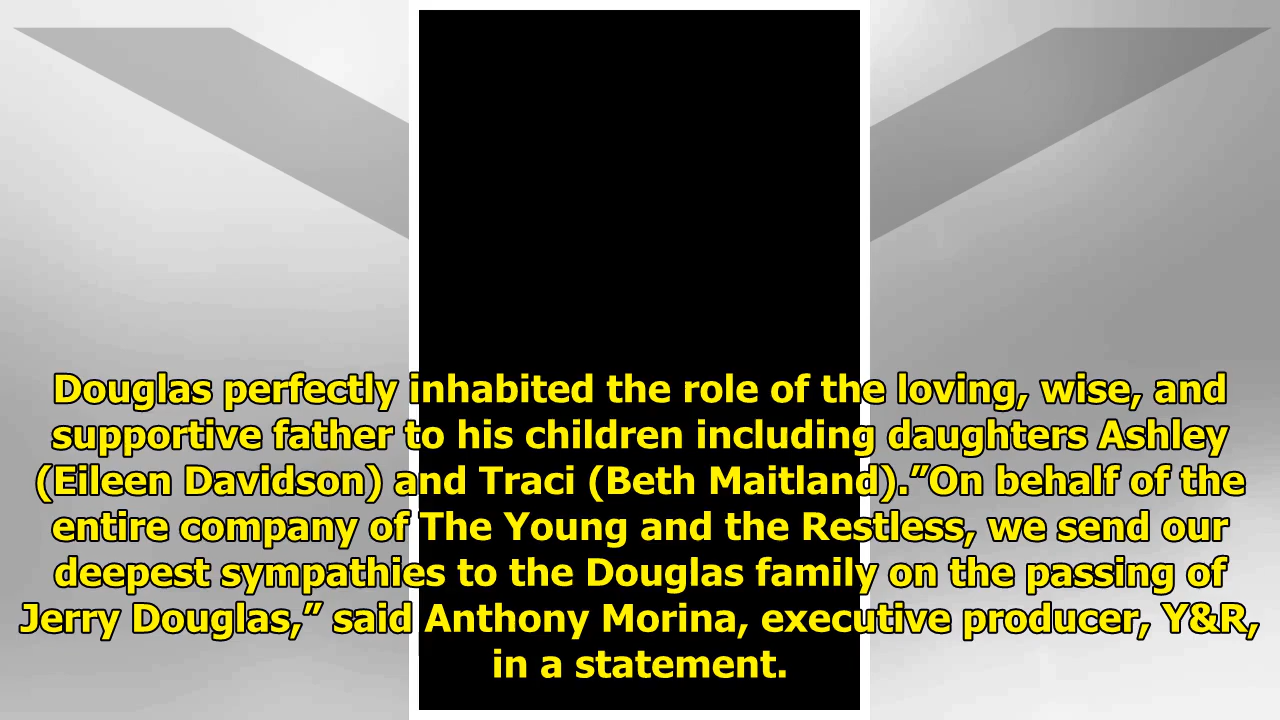 Douglas perfectly inhabited the role of the loving, wise, and
supportive father to his children including daughters Ashley
(Eileen Davidson) and Traci (Beth Maitland).”On behalf of the
entire company of The Young and the Restless, we send our
deepest sympathies to the Douglas family on the passing of
Jerry Douglas,” said Anthony Morina, executive producer, Y&R,
in a statement.